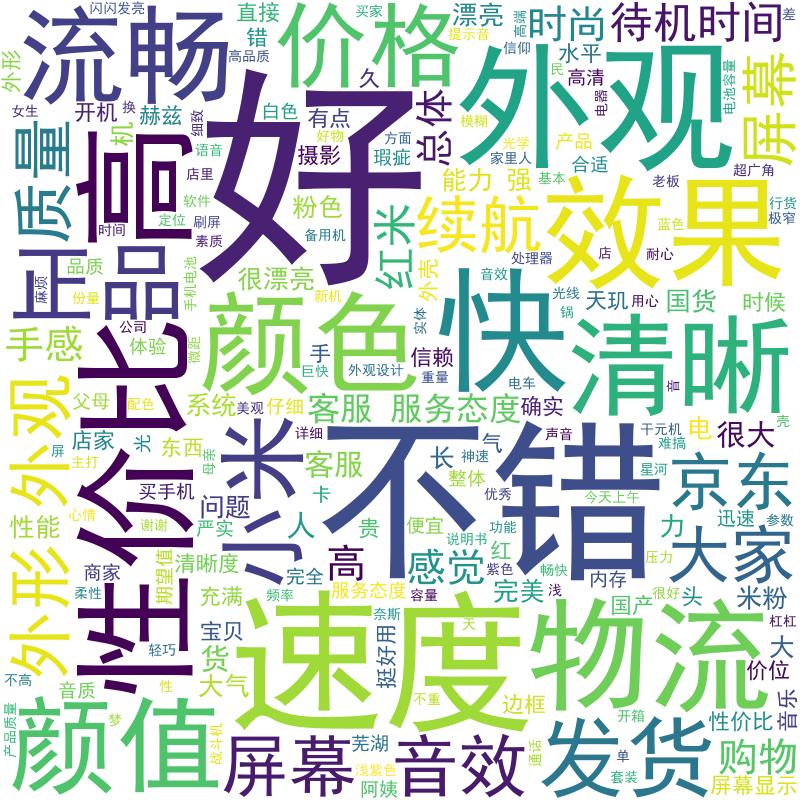 闪闪发亮
直接
买家
漂亮
高端
时尚
待机时间
差
流畅
错
价格
提示音
信仰
水平
外形
高品质
久
外观
民
高清
电器
电池容量
屏幕
女生
开机
换
赫兹
细致
白色
有点
好物
方面
总体
模糊
光学
产品
机
语音
摄影
瑕疵
家里人
合适
超广角
质量
高
好
店里
能力 强
基本
老板
软件
粉色
红米
续航
效果
行货
极窄
定位
刷屏
时间
素质
备用机
蓝色
正品
处理器
店
耐心
麻烦
品质
手机电池
很漂亮
外壳
音效
份量
新机
光线
天玑
用心
国货
时候
公司
颜色
实体
快
锅
清晰
手感
体验
微距
手
信赖
巨快
外观设计
重量
电车
音
性价比
父母
配色
系统
美观
仔细
客服 服务态度
确实
壳
外观
店家
光
东西
母亲
详细
不错
气
声音
干元机
电
很大
屏
主打
小米
客服
长
神速
难搞
星河
京东
买手机
问题
卡
整体
优秀
今天上午
性能
心情
谢谢
严实
人
贵
便宜
功能
力
迅速
参数
说明书
外形
期望值
清晰度
高
感觉
红
畅快
压力
大家
商家
完全
紫色
完美
内存
柔性
充满
频率
服务态度
容量
浅
国产
很好
头
米粉
宝贝
速度
奈斯
天
物流
杠杠
轻巧
货
挺好用
大
不高
音质
性
大气
不重
边框
价位
音乐
颜值
产品质量
梦
战斗机
屏幕
芜湖
音效
通话
开箱
发货
性价比
单
购物
浅紫色
阿姨
套装
屏幕显示